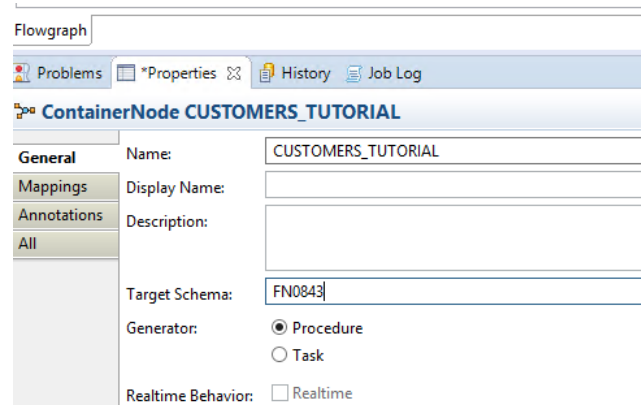 Flowgraph
Problems *Properties History Job Log
ContainerNode CUSTOMERS_TUTORIAL
General
Mappings
Annotations
All
Name: CUSTOMERS_TUTORIAL
Display Name:
Description:
Target Schema: FN0843
Generator: Procedure
Task
Realtime Behavior: Realtime